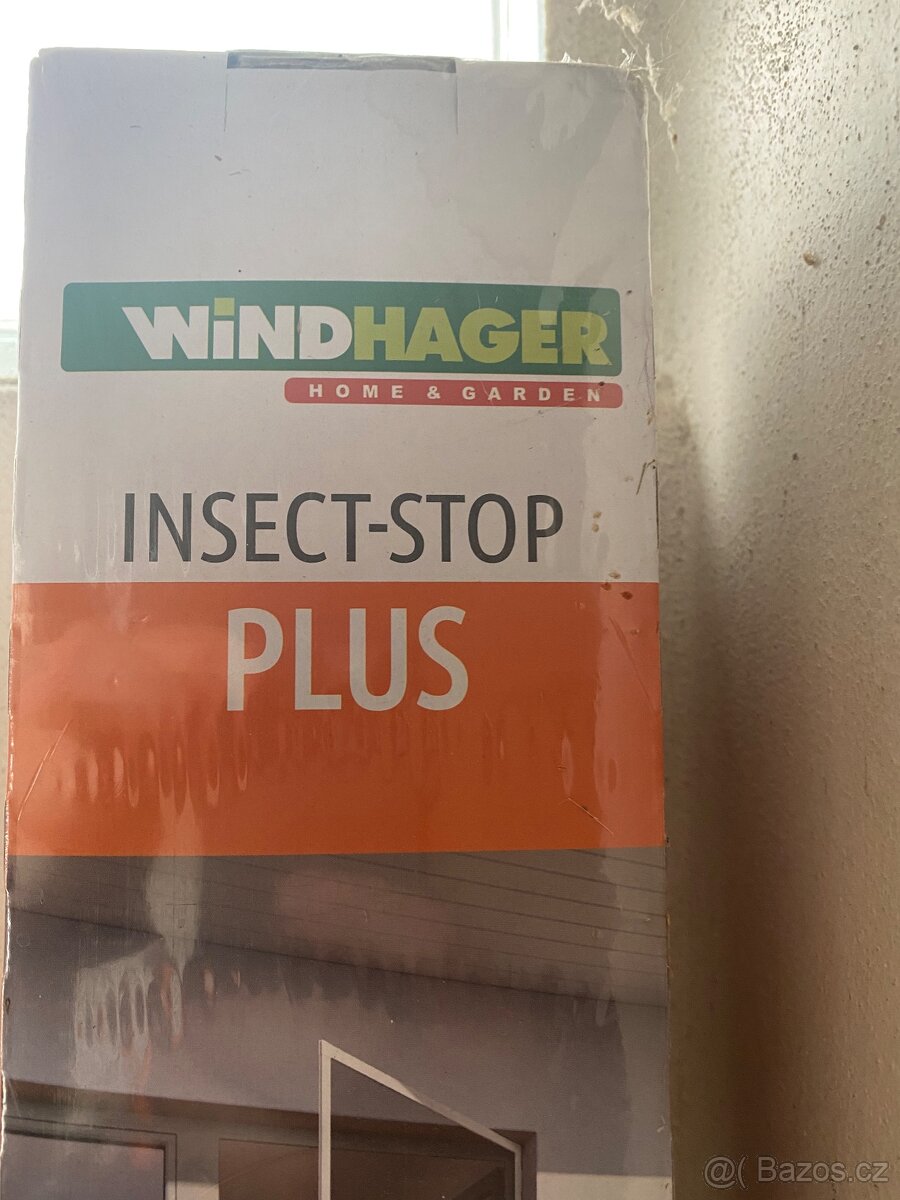 WiNDHAGER
HOME & GARDEN
INSECT-STOP
PLUS
@( Bazos.cz